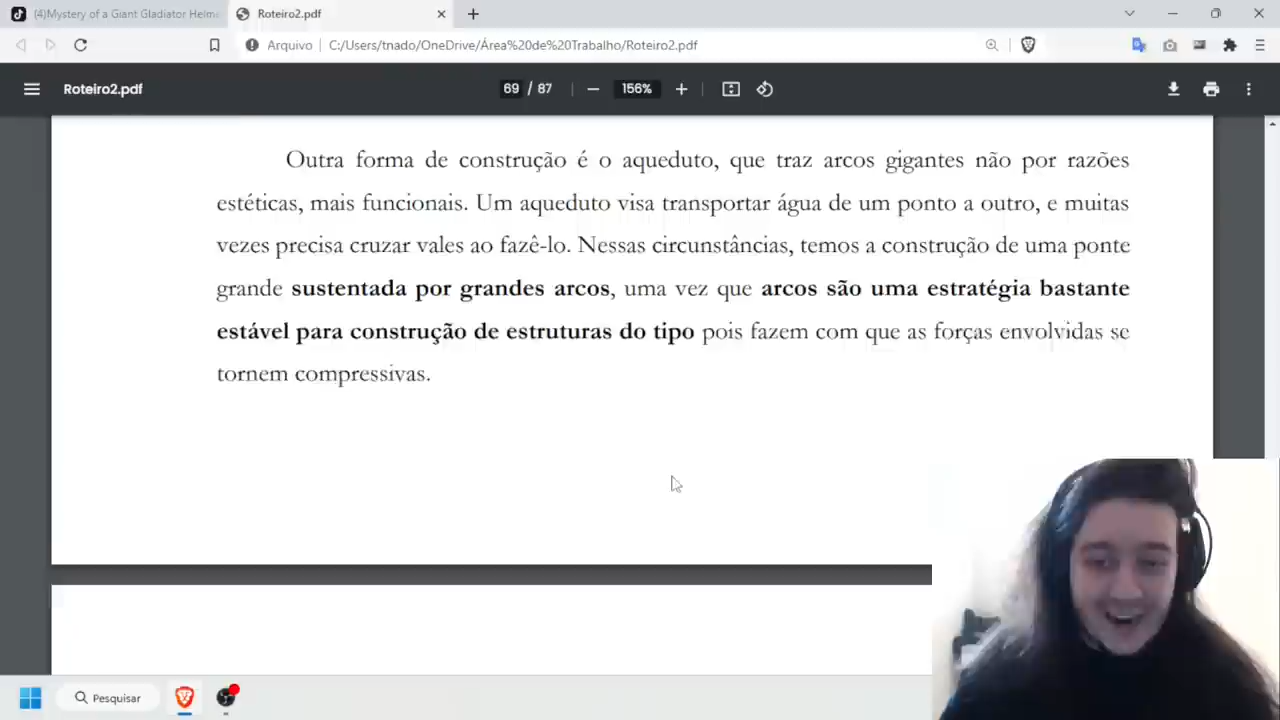 (4)Mystery of a Giant Gladiator Helm
Roteiro2.pdf
Arquivo
C:/Users/tnado/OneDrive/Área%20de%20Trabalho/Roteiro2.pdf
Roteiro2.pdf
69 / 87
156%
Outra forma de construção é o aqueduto, que traz arcos gigantes não por razões
estéticas, mais funcionais. Um aqueduto visa transportar água de um ponto a outro, e muitas
vezes precisa cruzar vales ao fazê-lo. Nessas circunstâncias, temos a construção de uma ponte
grande sustentada por grandes arcos, uma vez que arcos são uma estratégia bastante
estável para construção de estruturas do tipo pois fazem com que as forças envolvidas se
tornem compressivas.
Pesquisar